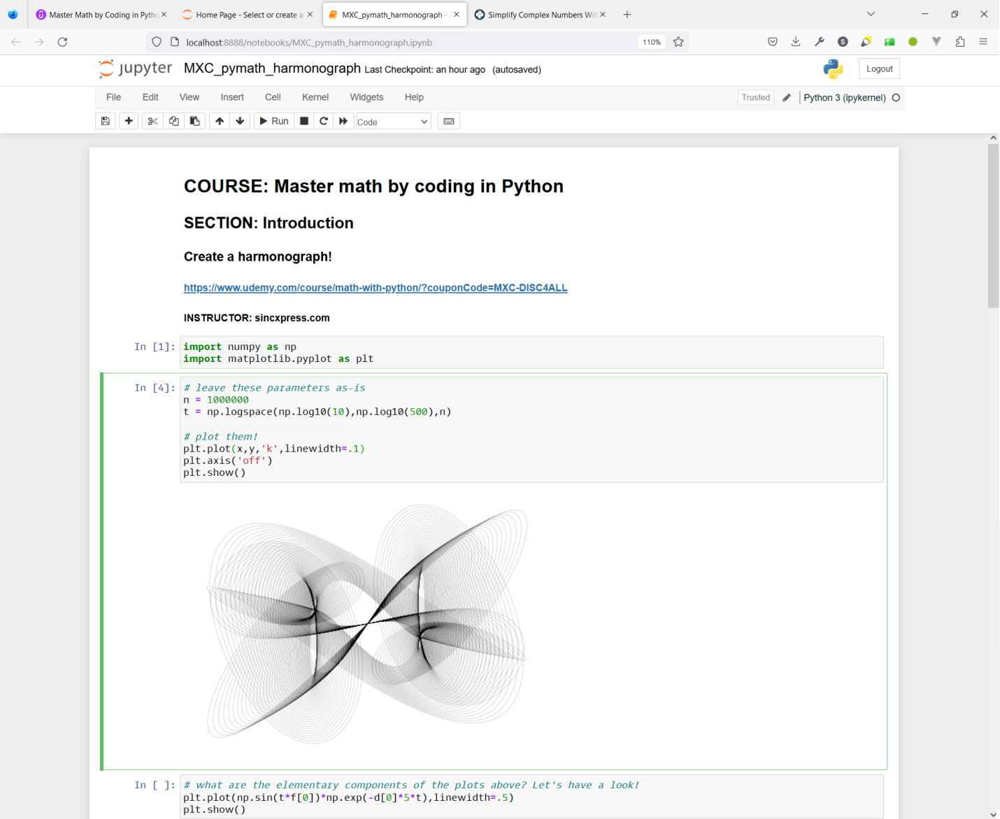 Master Math by Coding in Pytho
Home Page - Select or create a
MXC_pymath_harmonograph -
Simplify Complex Numbers Wit
localhost:8888/notebooks/MXC_pymath_harmonograph.ipynb
110%
jupyter
MXC_pymath_harmonograph Last Checkpoint: an hour ago (autosaved)
Logout
File Edit View Insert Cell Kernel Widgets Help
Trusted
Python 3 (ipykernel)
Run
Code
COURSE: Master math by coding in Python
SECTION: Introduction
Create a harmonograph!
https://www.udemy.com/course/math-with-python/?couponCode=MXC-DISC4ALL
INSTRUCTOR: sincxpress.com
In [1]: import numpy as np
import matplotlib.pyplot as plt
In [4]: # leave these parameters as-is
n = 1000000
t = np.logspace(np.log10(10),np.log10(500),n)
# plot them!
plt.plot(x,y,'k',linewidth=.1)
plt.axis('off')
plt.show()
In [ ]: # what are the elementary components of the plots above? Let's have a look!
plt.plot(np.sin(t*f[0])*np.exp(-d[0]*5*t),linewidth=.5)
plt.show()